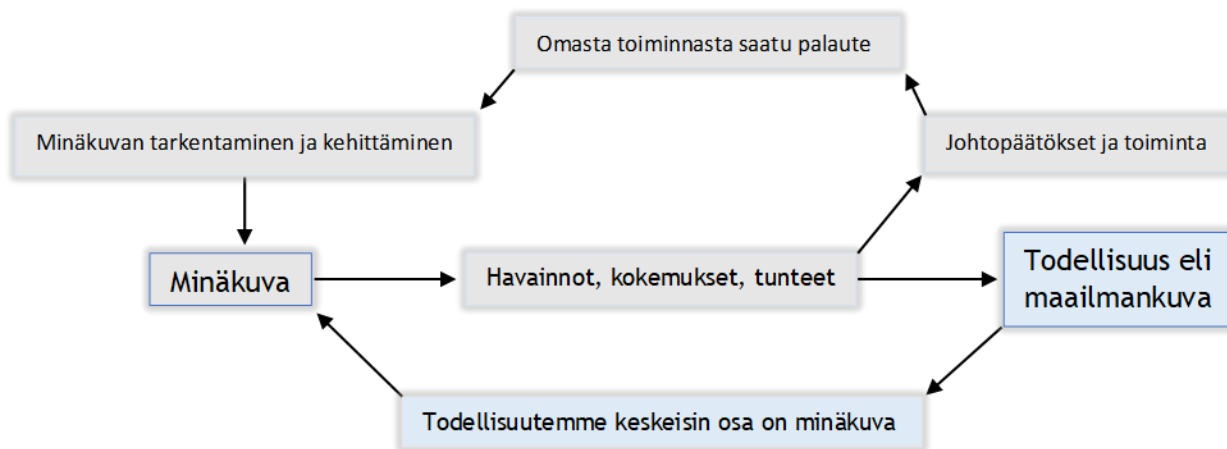 Omasta toiminnasta saatu palaute
Minäkuvan tarkentaminen ja kehittäminen
Johtopäätökset ja toiminta
Minäkuva
Havainnot, kokemukset, tunteet
Todellisuus eli
maailmankuva
Todellisuutemme keskeisin osa on minäkuva